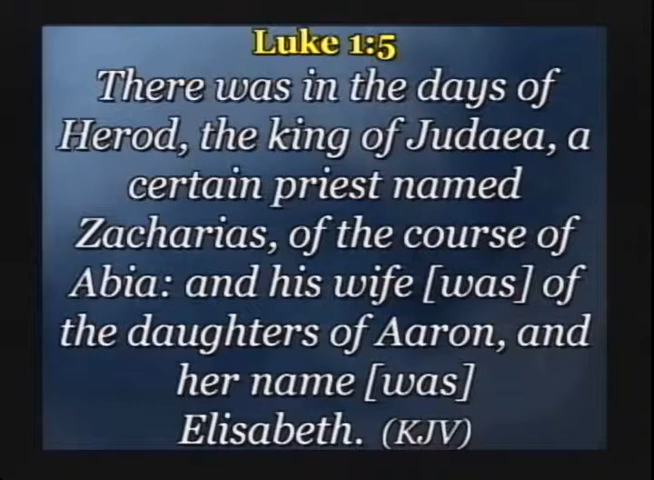 Luke 1:5
There was in the days of
Herod, the king of Judaea, a
certain priest named
Zacharias, of the course of
Abia: and his wife [was] of
the daughters of Aaron, and
her name [was]
Elisabeth. (KJV)